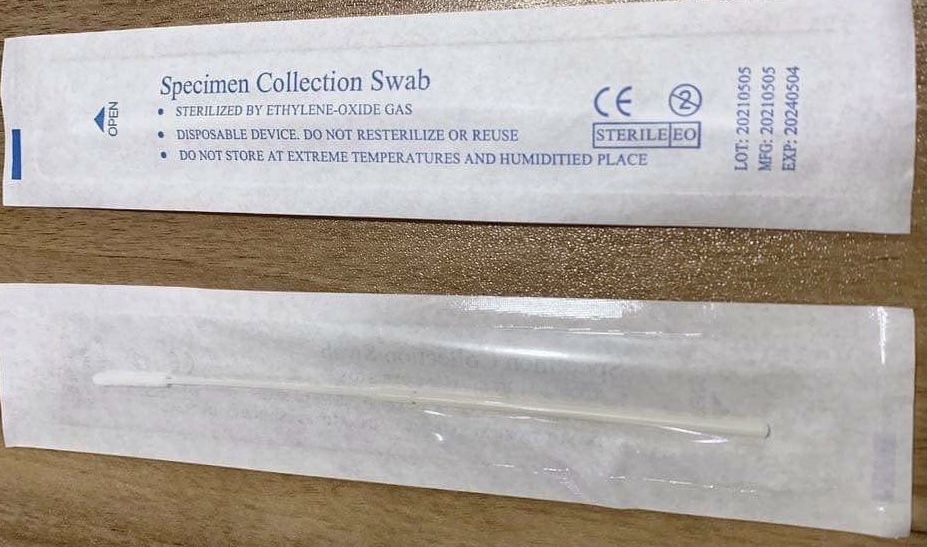 Specimen Collection Swab
• STERILIZED BY ETHYLENE-OXIDE GAS
• DISPOSABLE DEVICE. DO NOT RESTERILIZE OR REUSE
• DO NOT STORE AT EXTREME TEMPERATURES AND HUMIDITIED PLACE
OPEN
CE
2
STERILE EO
LOT: 20210505
MFG: 20210505
EXP: 20240504